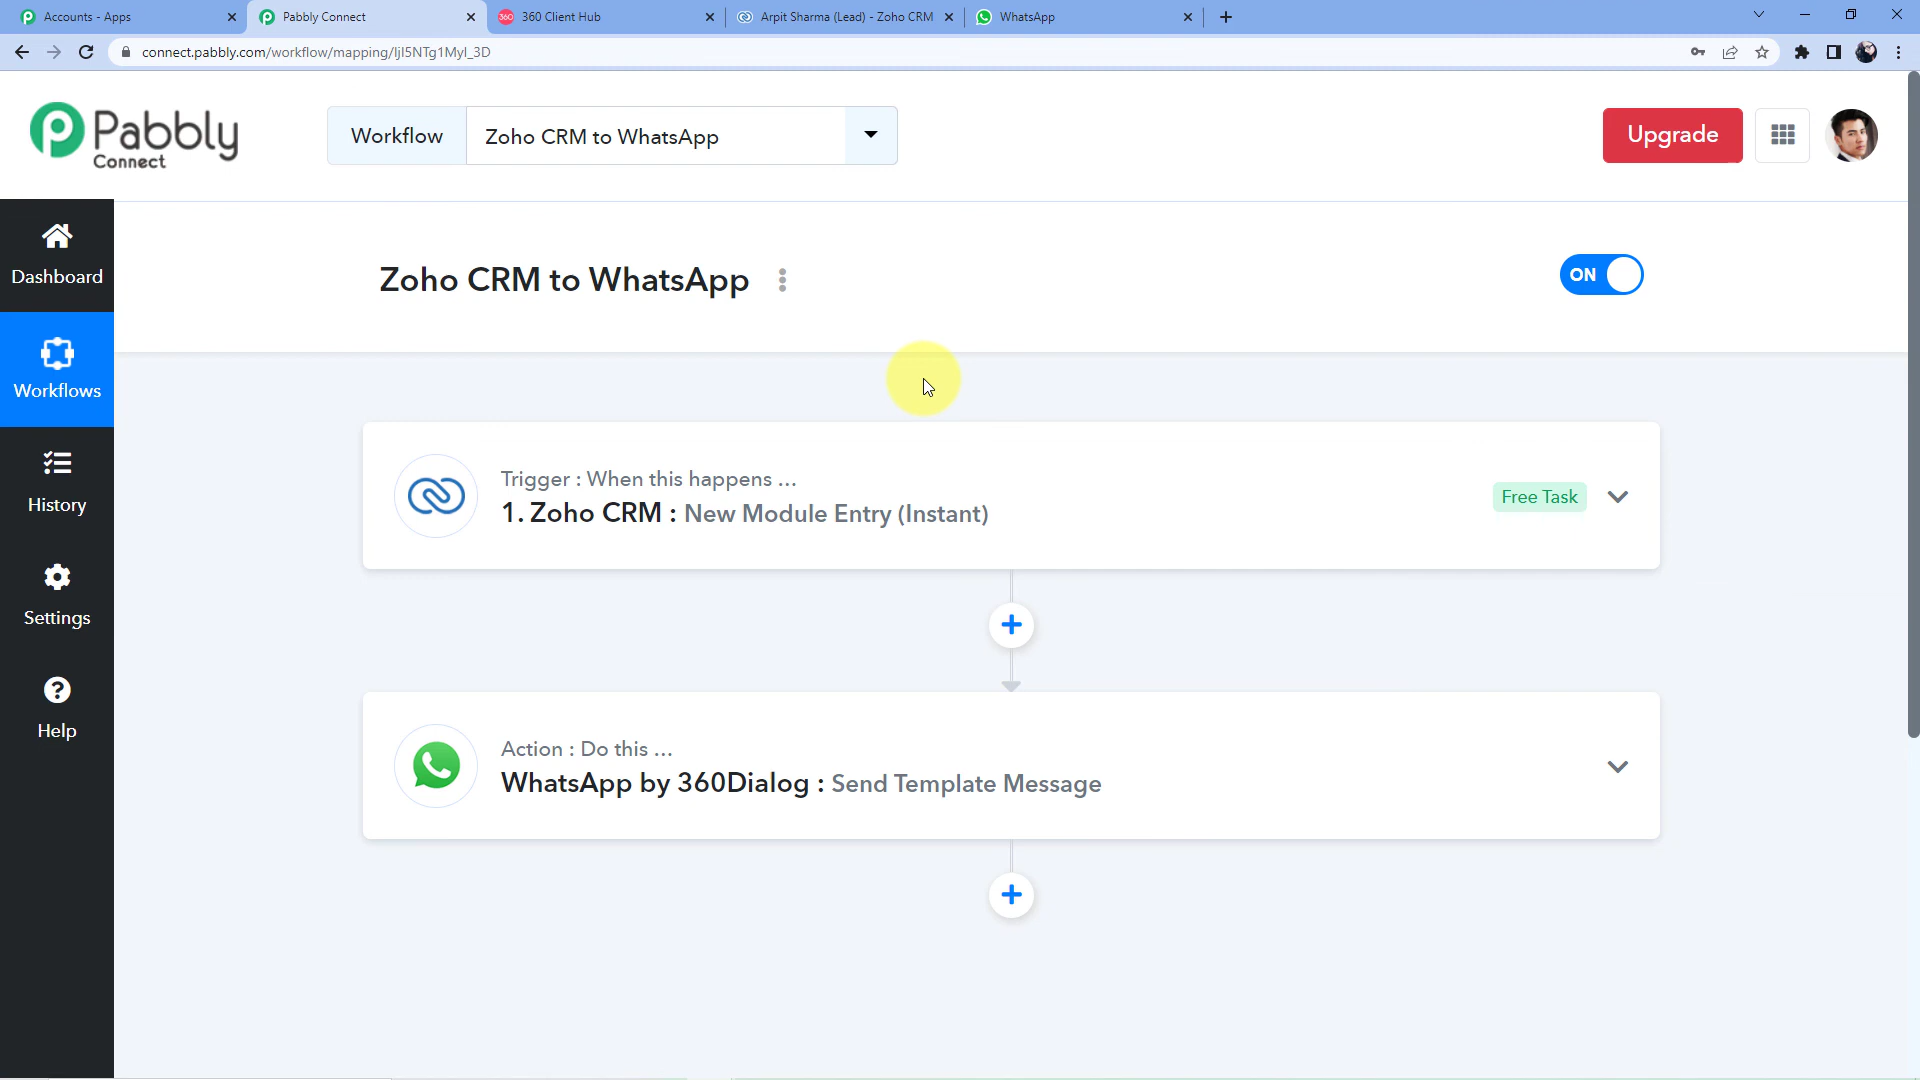 Accounts - Apps
Pabbly Connect
360 Client Hub
Arpit Sharma (Lead) - Zoho CRM
WhatsApp
connect.pabbly.com/workflow/mapping/IjI5NTg1MyI_3D
Pabbly
Connect
Workflow
Zoho CRM to WhatsApp
Upgrade
Dashboard
Workflows
History
Settings
Help
Zoho CRM to WhatsApp
ON
Trigger : When this happens ...
1. Zoho CRM : New Module Entry (Instant)
Free Task
Action : Do this ...
WhatsApp by 360Dialog : Send Template Message